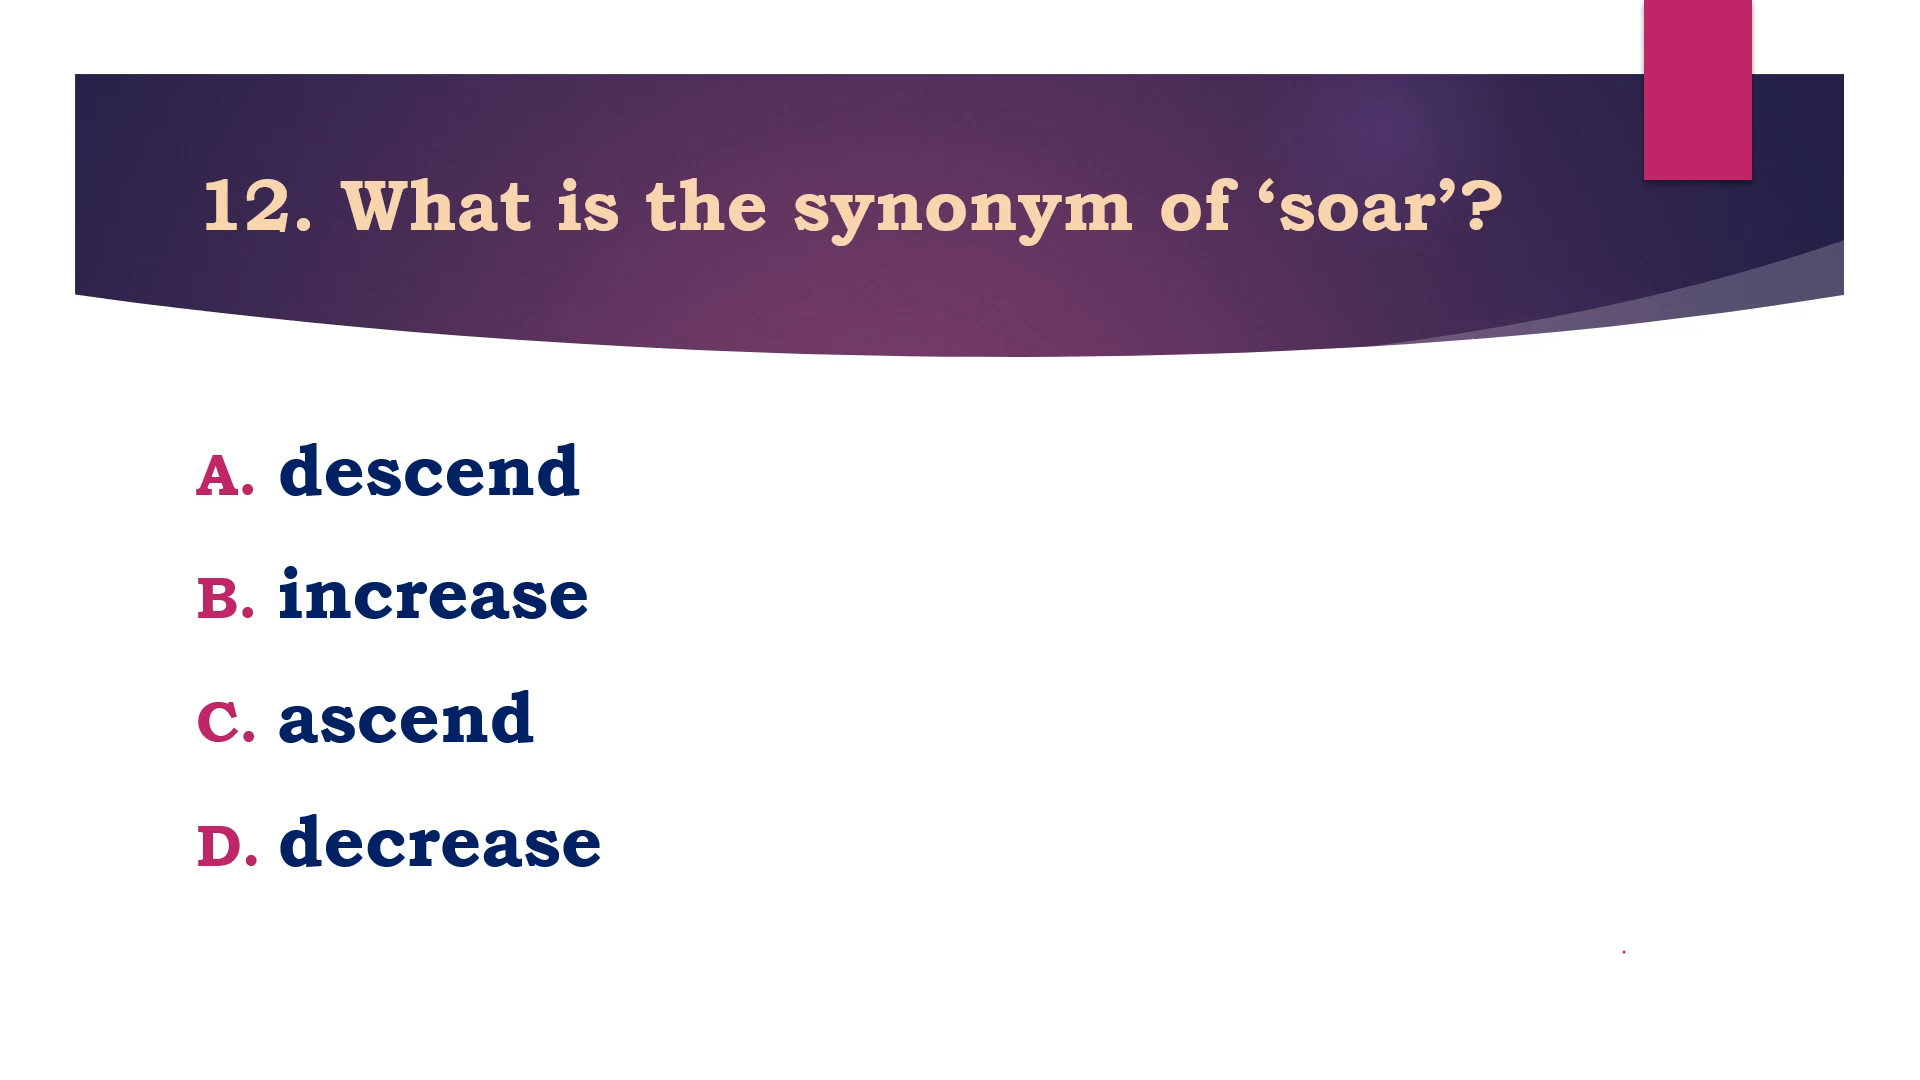 12. What is the synonym of ‘soar’?
A. descend
B. increase
C. ascend
D. decrease